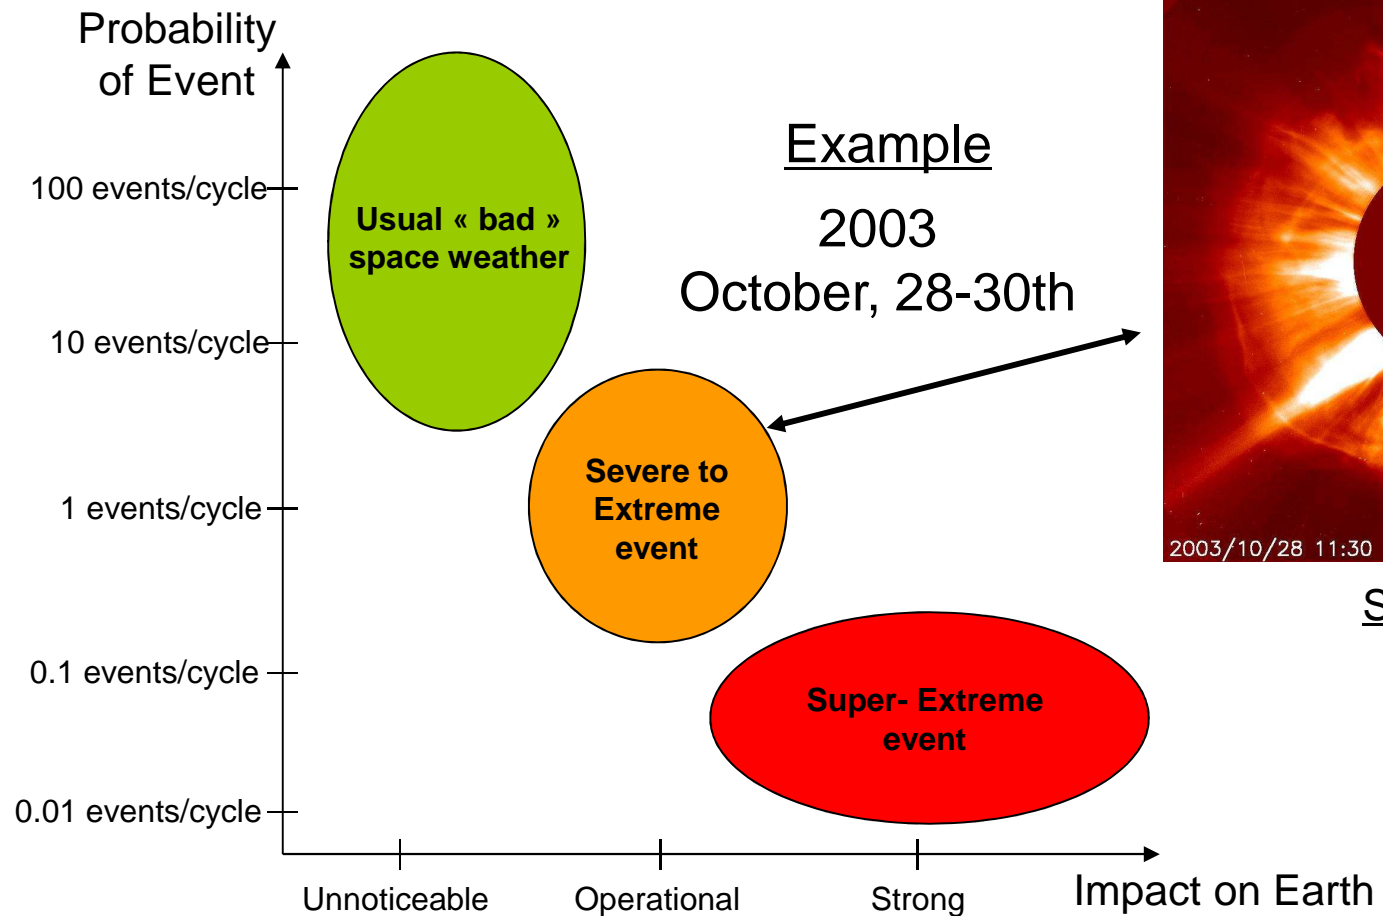 Probability
of Event
100 events/cycle
10 events/cycle
1 events/cycle
0.1 events/cycle
0.01 events/cycle
Usual « bad »
space weather
Severe to
Extreme
event
Super- Extreme
event
Example
2003
October, 28-30th
2003/10/28 11:30
S
Unnoticeable
Operational
Strong
Impact on Earth